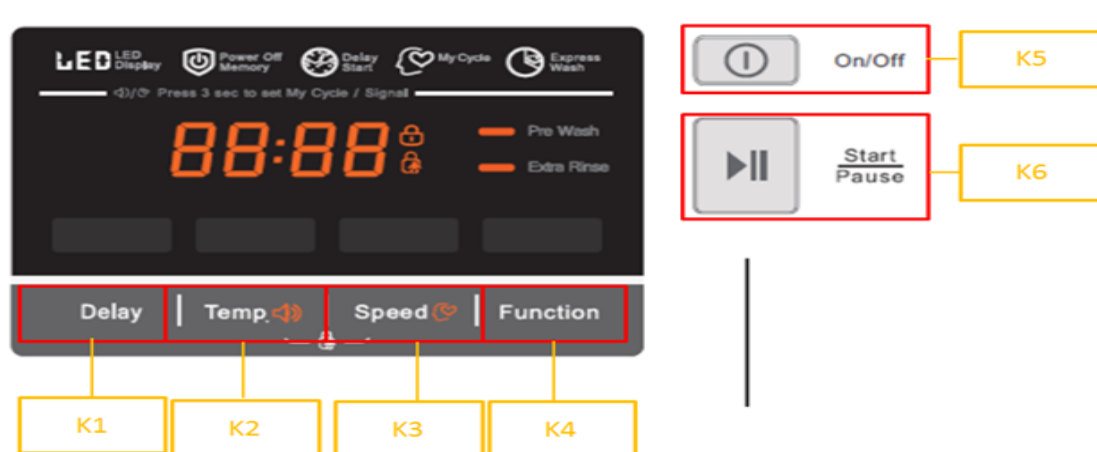 LED LED Display Power Off Memory Delay Start My Cycle Express Wash
Press 3 sec to set My Cycle / Signal
88:88
Pre Wash
Extra Rinse
Delay Temp. Speed Function
K1 K2 K3 K4
On/Off K5
Start Pause K6